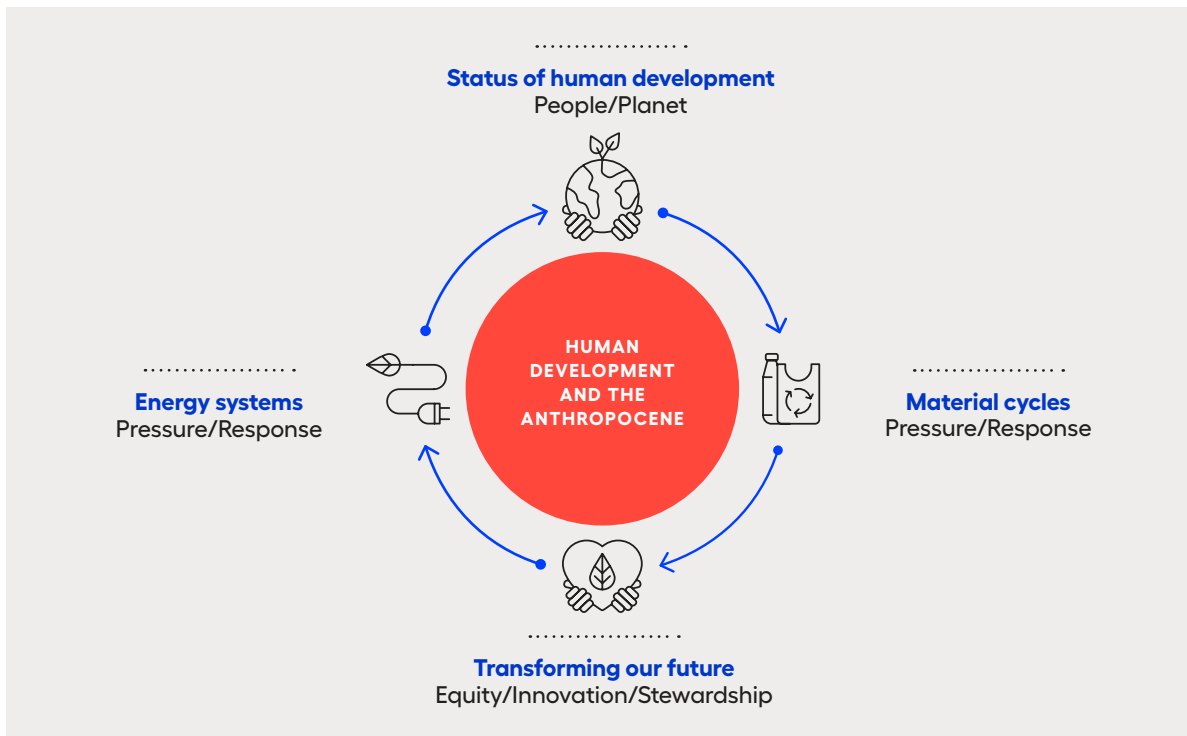 Status of human development
People/Planet
HUMAN
DEVELOPMENT
AND THE
ANTHROPOCENE
Energy systems
Pressure/Response
Material cycles
Pressure/Response
Transforming our future
Equity/Innovation/Stewardship